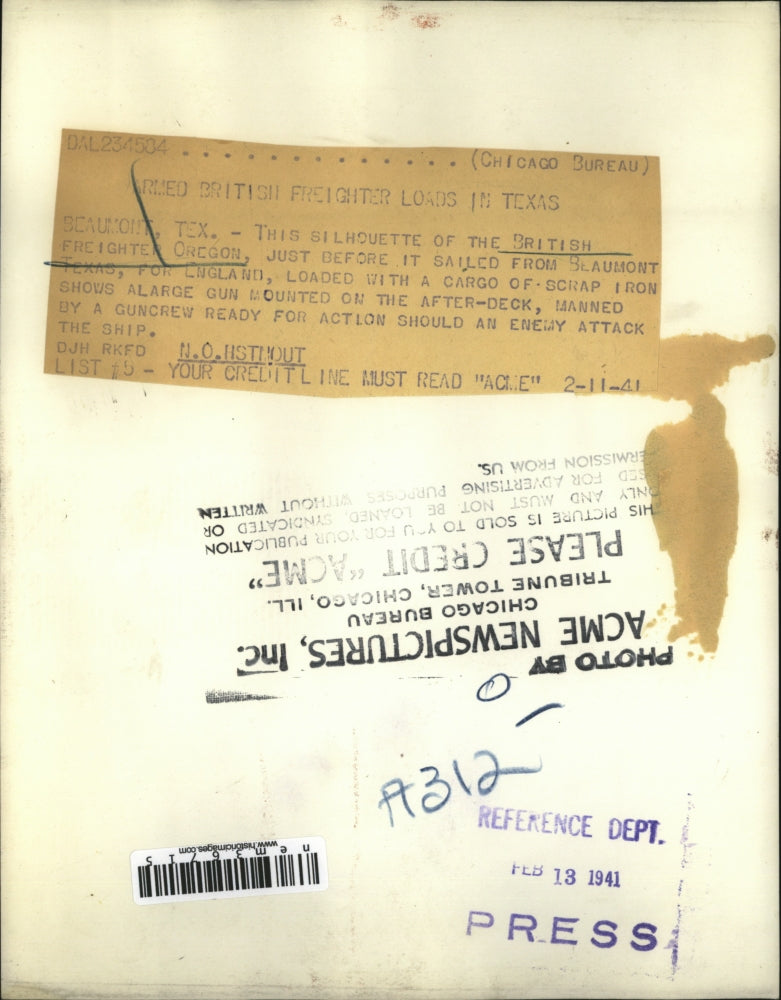 DAL234534 . . . . . . . . . . . . . . (CHICAGO BUREAU)
ARMED BRITISH FREIGHTER LOADS IN TEXAS
BEAUMONT, TEX. - THIS SILHOUETTE OF THE BRITISH
FREIGHTER OREGON, JUST BEFORE IT SAILED FROM BEAUMONT
TEXAS, FOR ENGLAND, LOADED WITH A CARGO OF SCRAP IRON
SHOWS ALARGE GUN MOUNTED ON THE AFTER-DECK, MANNED
BY A GUNCREW READY FOR ACTION SHOULD AN ENEMY ATTACK
THE SHIP.
DJH RKFD N.O.HSTMOUT
LIST #5 - YOUR CREDITLINE MUST READ "ACME" 2-11-41
PHOTO BY
ACME NEWSPICTURES, Inc.
CHICAGO BUREAU
TRIBUNE TOWER, CHICAGO, ILL.
PLEASE CREDIT "ACME"
THIS PICTURE IS SOLD TO YOU FOR YOUR PUBLICATION
ONLY AND MUST NOT BE LOANED, SYNDICATED OR
USED FOR ADVERTISING PURPOSES WITHOUT WRITTEN
PERMISSION FROM US.
A312
REFERENCE DEPT.
FEB 13 1941
PRESS
www.historicimages.com
nem36715